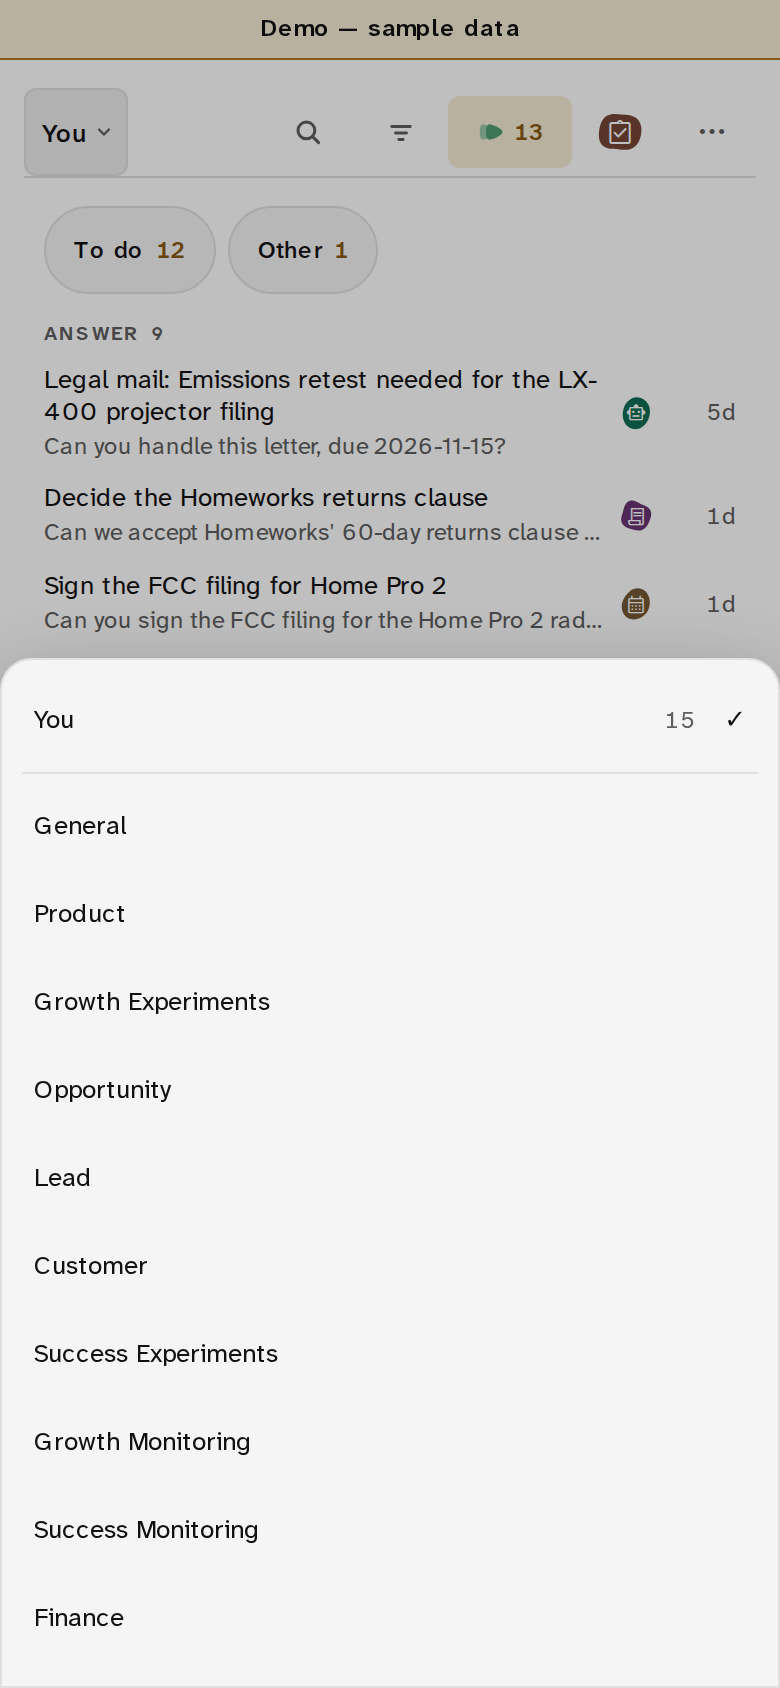 Demo — sample data
You
13
To do 12
Other 1
ANSWER 9
Legal mail: Emissions retest needed for the LX-
400 projector filing
Can you handle this letter, due 2026-11-15?
5d
Decide the Homeworks returns clause
Can we accept Homeworks' 60-day returns clause ...
1d
Sign the FCC filing for Home Pro 2
Can you sign the FCC filing for the Home Pro 2 rad...
1d
You 15 ✓
General
Product
Growth Experiments
Opportunity
Lead
Customer
Success Experiments
Growth Monitoring
Success Monitoring
Finance